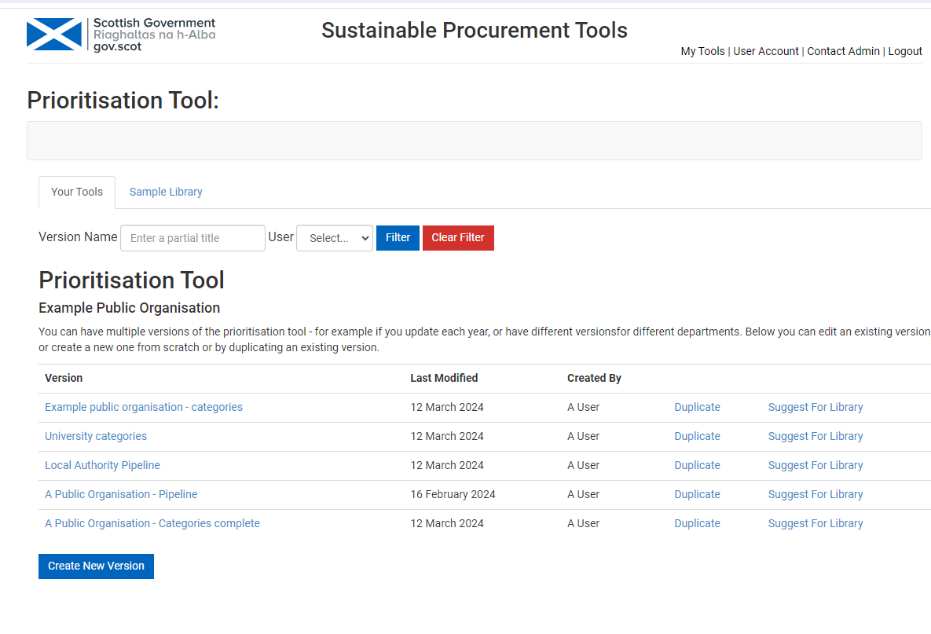 Scottish Government
Riaghaltas na h-Alba
gov.scot
Sustainable Procurement Tools
My Tools | User Account | Contact Admin | Logout
Prioritisation Tool:
Your Tools Sample Library
Version Name Enter a partial title User Select... Filter Clear Filter
Prioritisation Tool
Example Public Organisation
You can have multiple versions of the prioritisation tool - for example if you update each year, or have different versionsfor different departments. Below you can edit an existing version
or create a new one from scratch or by duplicating an existing version.
Version Last Modified Created By
Example public organisation - categories 12 March 2024 A User Duplicate Suggest For Library
University categories 12 March 2024 A User Duplicate Suggest For Library
Local Authority Pipeline 12 March 2024 A User Duplicate Suggest For Library
A Public Organisation - Pipeline 16 February 2024 A User Duplicate Suggest For Library
A Public Organisation - Categories complete 12 March 2024 A User Duplicate Suggest For Library
Create New Version